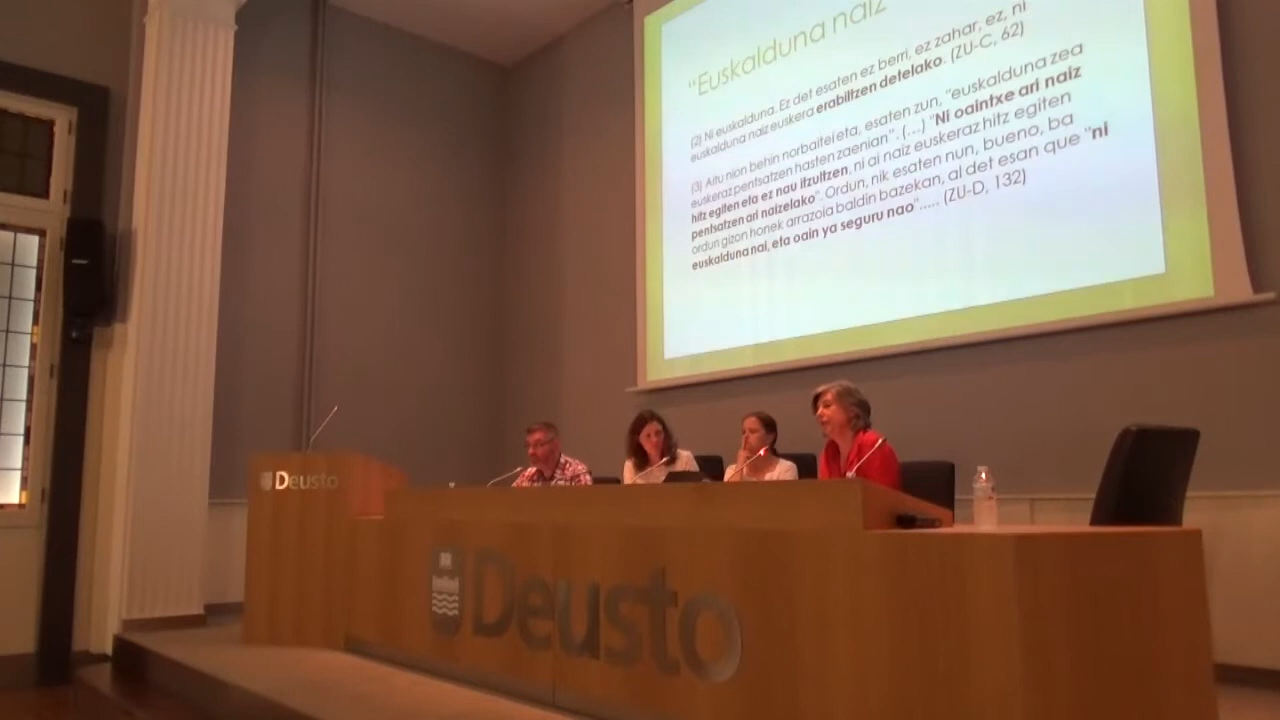 "Euskalduna naiz
(2) Ni euskalduna. Ez det esaten ez berri, ez zahar, ez, ni
euskalduna naiz euskera erabiltzen detelako. (ZU-C, 62)
(3) Aitu nion behin norbaitei eta, esaten zun, "euskalduna zea
euskeraz pentsatzen hasten zaenian". (...) "Ni oaintxe ari naiz
hitz egiten eta ez nau itzultzen, ni ai naiz euskeraz hitz egiten
pentsatzen ari naizelako". Ordun, nik esaten nun, bueno, ba
ordun gizon honek arrazoia baldin bazekan, al det esan que "ni
euskalduna nai, eta oain ya seguru nao"..... (ZU-D, 132)
Deusto
Deusto